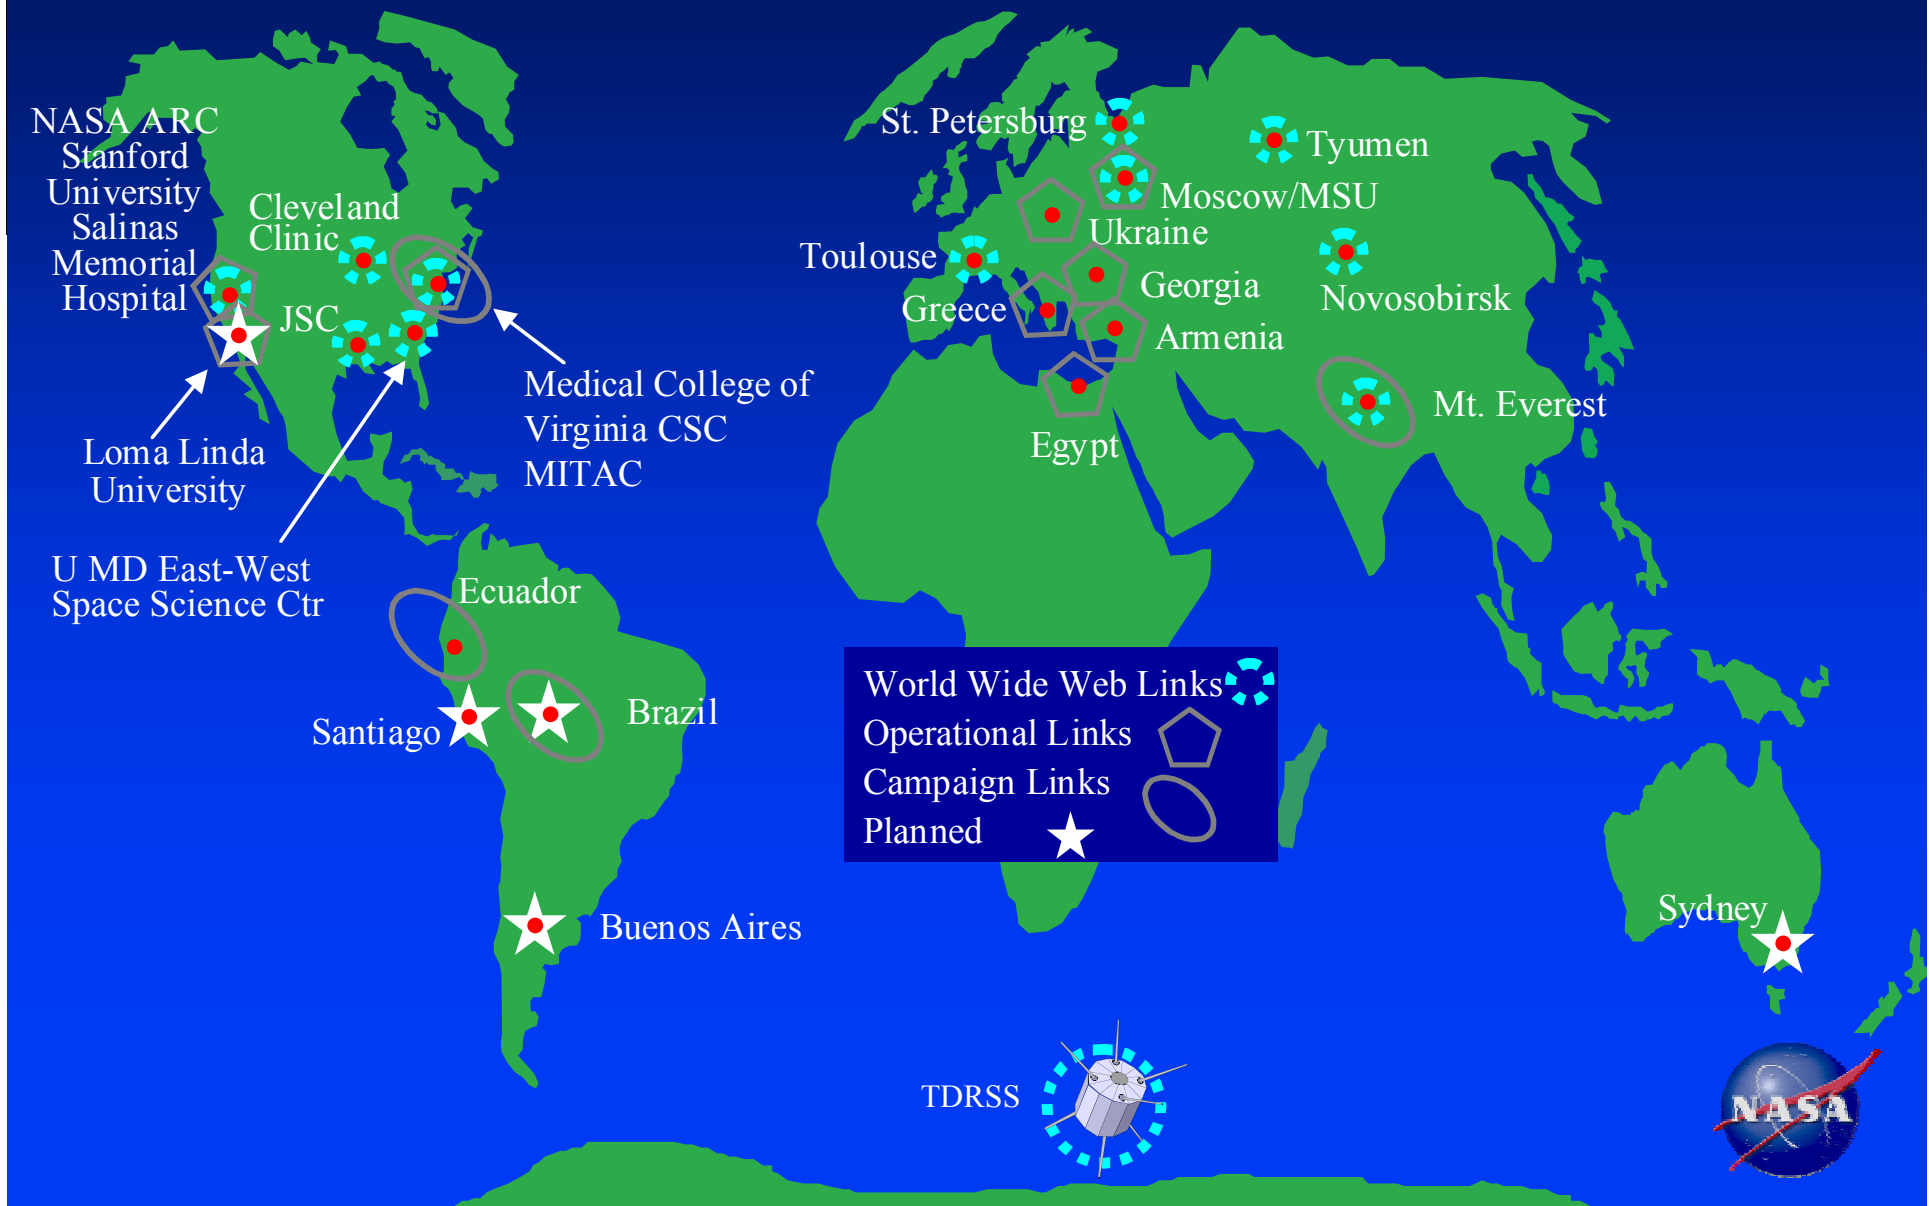 NASA ARC
Stanford
University
Salinas
Memorial
Hospital
Cleveland
Clinic
JSC
Loma Linda
University
Medical College of
Virginia CSC
MITAC
U MD East-West
Space Science Ctr
Ecuador
Santiago
Brazil
Buenos Aires
St. Petersburg
Tyumen
Moscow/MSU
Ukraine
Toulouse
Georgia
Greece
Armenia
Novosobirsk
Egypt
Mt. Everest
World Wide Web Links
Operational Links
Campaign Links
Planned
Sydney
TDRSS
NASA